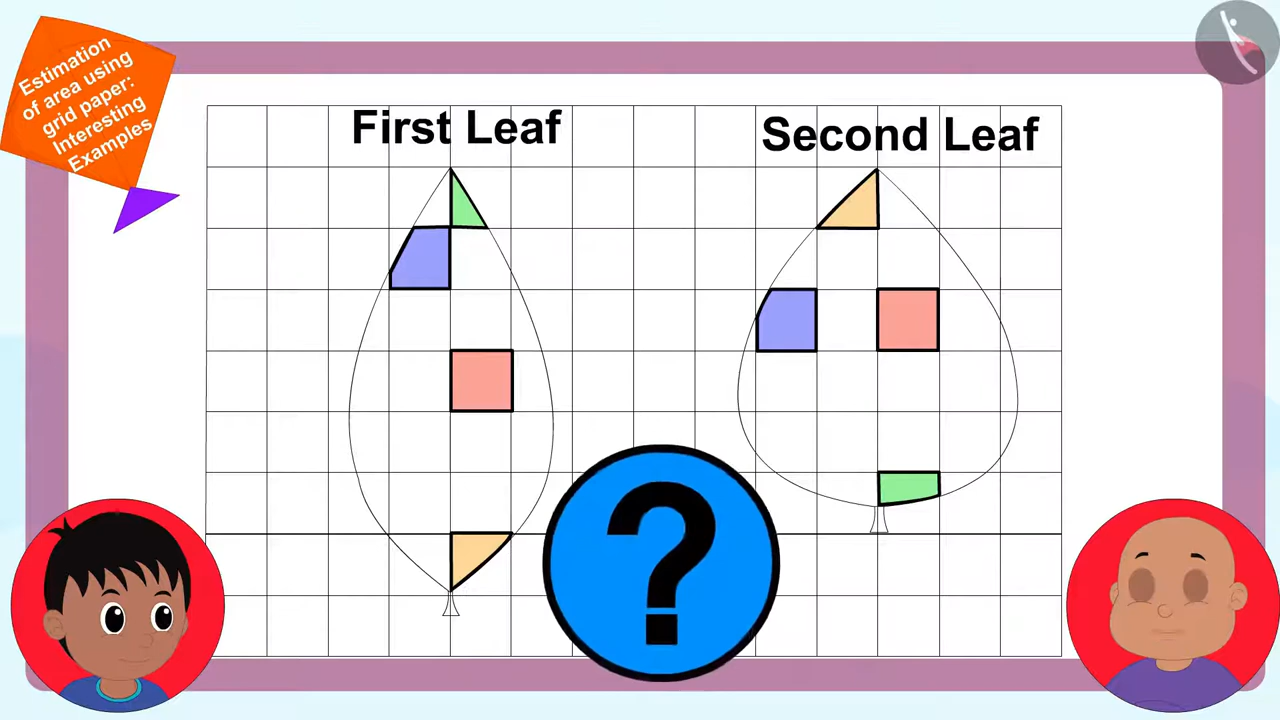 Estimation
of area using
grid paper:
Interesting
Examples
First Leaf
Second Leaf
?